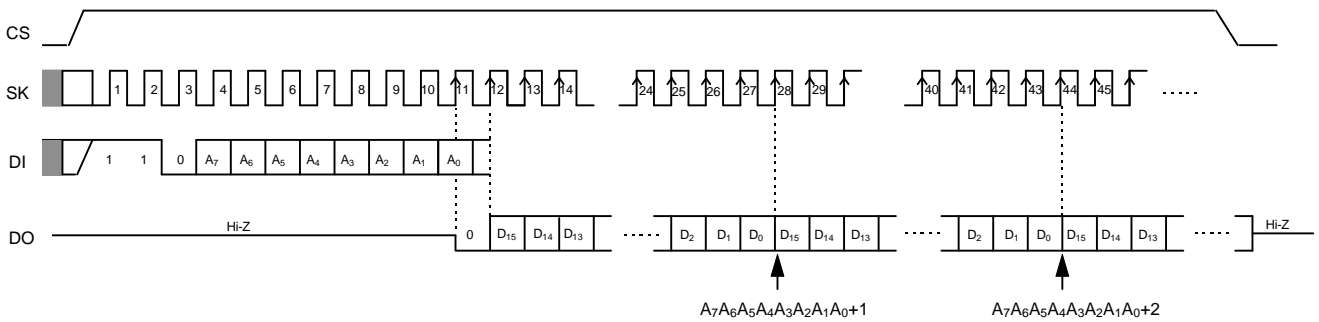 CS
SK 1 2 3 4 5 6 7 8 9 10 11 12 13 14 24 25 26 27 28 29 40 41 42 43 44 45
DI 1 1 0 A₇ A₆ A₅ A₄ A₃ A₂ A₁ A₀
DO Hi-Z 0 D₁₅ D₁₄ D₁₃ D₂ D₁ D₀ D₁₅ D₁₄ D₁₃ D₂ D₁ D₀ D₁₅ D₁₄ D₁₃ Hi-Z
A₇A₆A₅A₄A₃A₂A₁A₀+1 A₇A₆A₅A₄A₃A₂A₁A₀+2